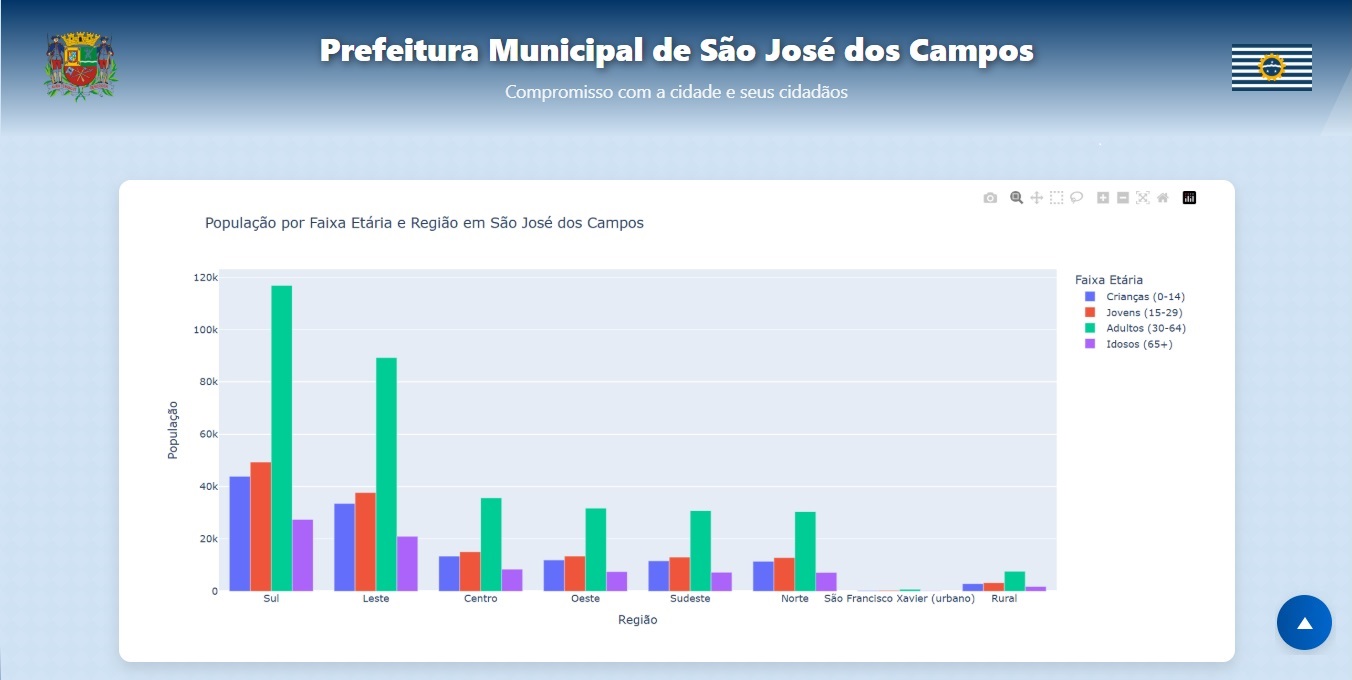 Prefeitura Municipal de São José dos Campos
Compromisso com a cidade e seus cidadãos
População por Faixa Etária e Região em São José dos Campos
Faixa Etária
Crianças (0-14)
Jovens (15-29)
Adultos (30-64)
Idosos (65+)
População
120k
100k
80k
60k
40k
20k
0
Sul Leste Centro Oeste Sudeste Norte São Francisco Xavier (urbano) Rural
Região